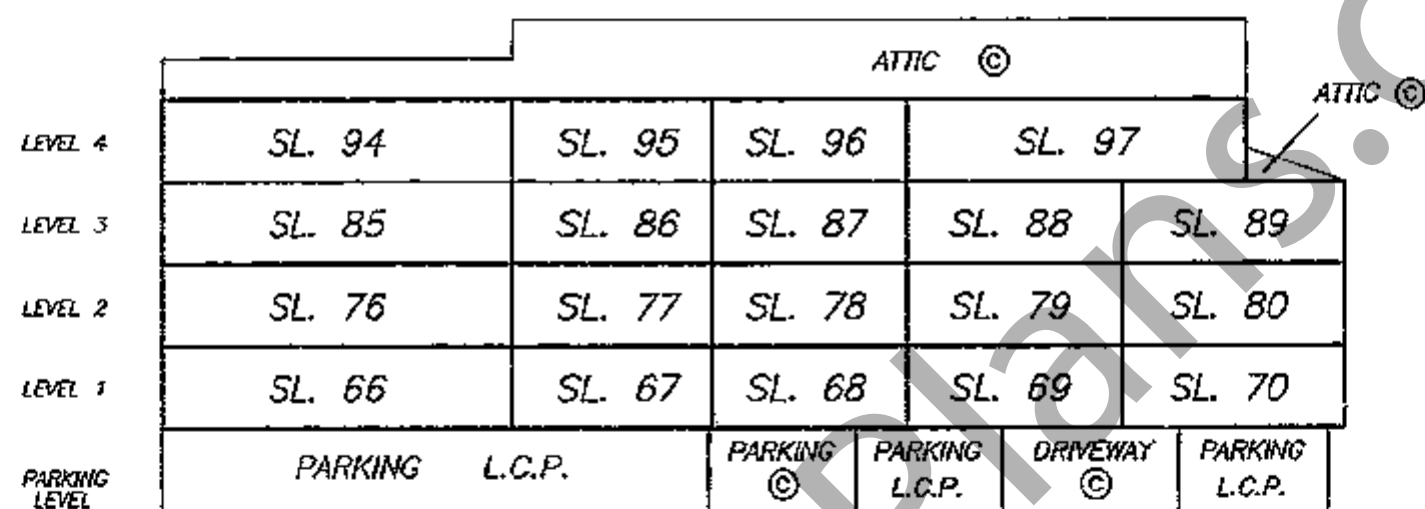 ATTIC ©
ATTIC ©
LEVEL 4 SL. 94 SL. 95 SL. 96 SL. 97
LEVEL 3 SL. 85 SL. 86 SL. 87 SL. 88 SL. 89
LEVEL 2 SL. 76 SL. 77 SL. 78 SL. 79 SL. 80
LEVEL 1 SL. 66 SL. 67 SL. 68 SL. 69 SL. 70
PARKING LEVEL
PARKING L.C.P.
PARKING ©
PARKING L.C.P.
DRIVEWAY ©
PARKING L.C.P.
Plans.c